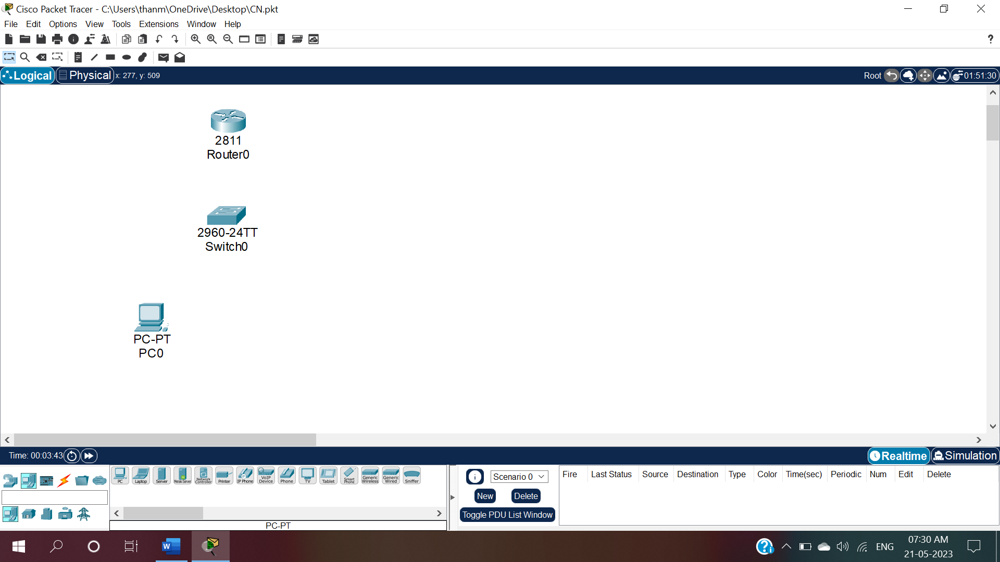 Cisco Packet Tracer - C:\Users\thanm\OneDrive\Desktop\CN.pkt
File Edit Options View Tools Extensions Window Help
Logical Physical x: 277, y: 509 Root 01:51:30
2811
Router0
2960-24TT
Switch0
PC-PT
PC0
Time: 00:03:43 Realtime Simulation
PC Laptop Server Meraki Server Network Controller Printer IP Phone VoIP Device Phone TV Tablet Smart Phone Generic Wireless Generic Wired Sniffer
PC-PT
Scenario 0
New Delete
Toggle PDU List Window
Fire Last Status Source Destination Type Color Time(sec) Periodic Num Edit Delete
ENG
07:30 AM
21-05-2023